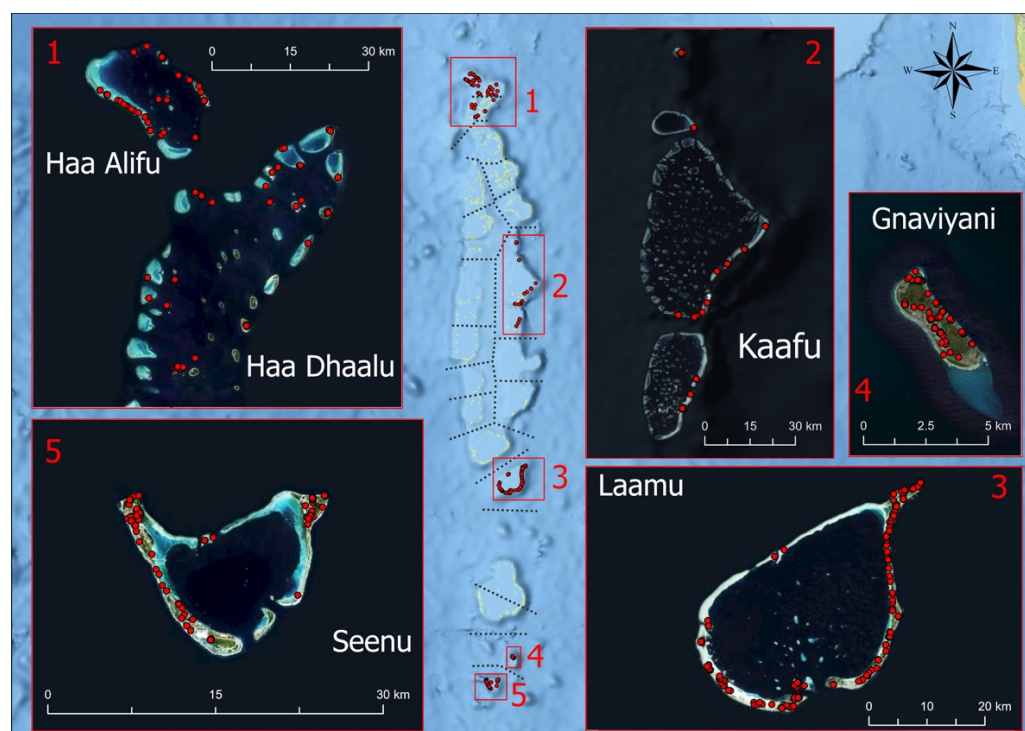 1
0 15 30 km
Haa Alifu
Haa Dhaalu
1
2
3
4
5
2
Kaafu
0 15 30 km
N
W E
S
Gnaviyani
4
0 2.5 5 km
5
Seenu
0 15 30 km
Laamu
3
0 10 20 km